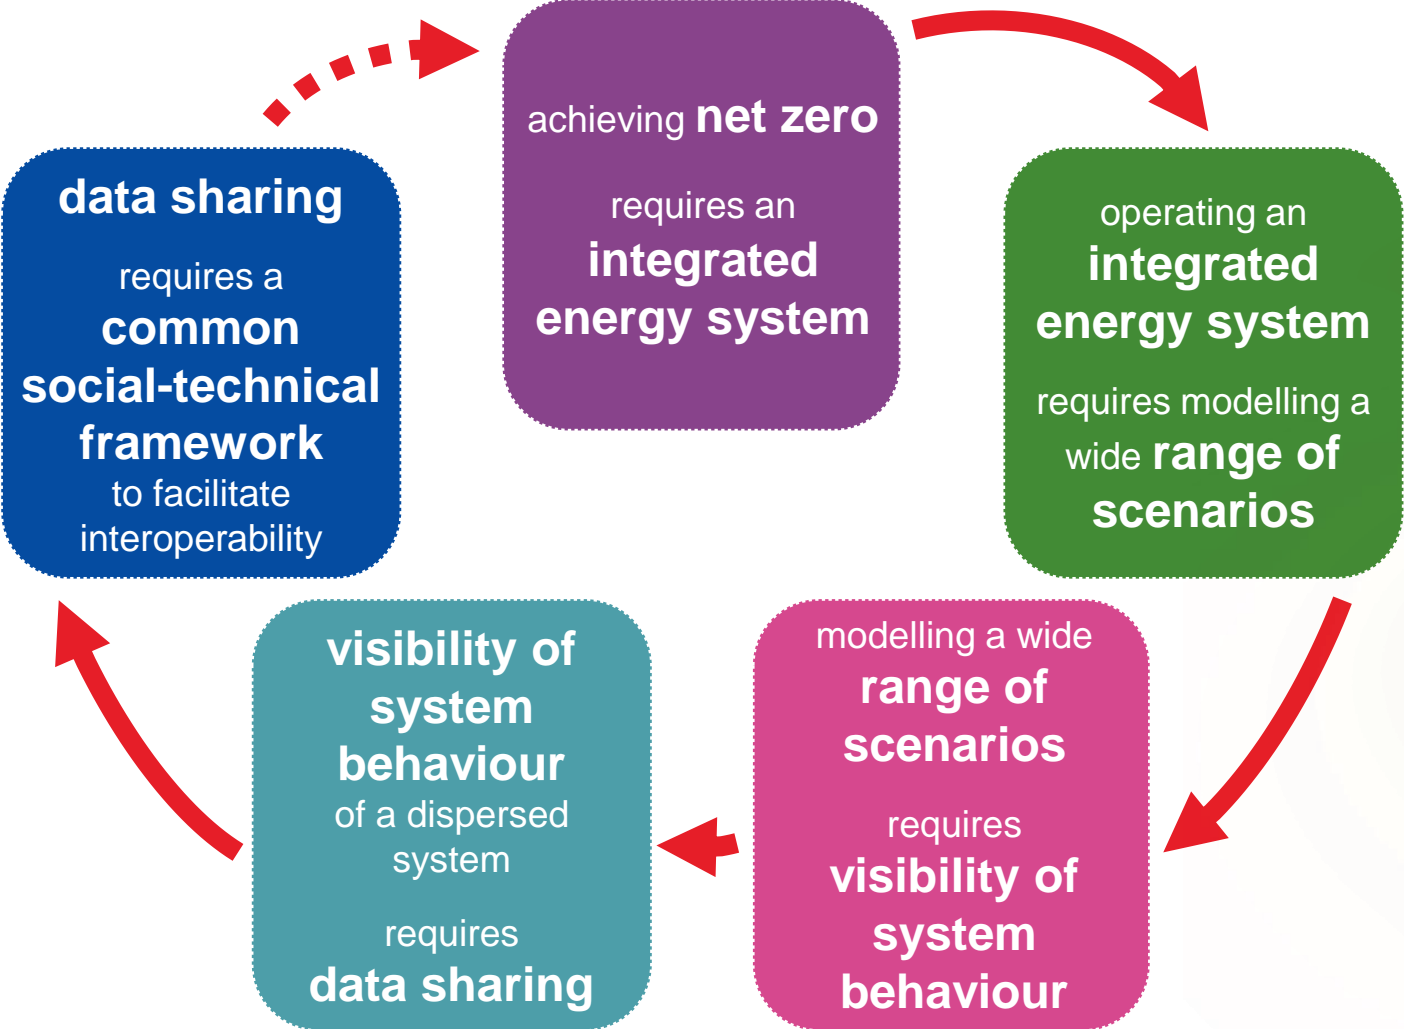 achieving net zero
requires an
integrated
energy system
operating an
integrated
energy system
requires modelling a
wide range of
scenarios
modelling a wide
range of
scenarios
requires
visibility of
system
behaviour
visibility of
system
behaviour
of a dispersed
system
requires
data sharing
data sharing
requires a
common
social-technical
framework
to facilitate
interoperability